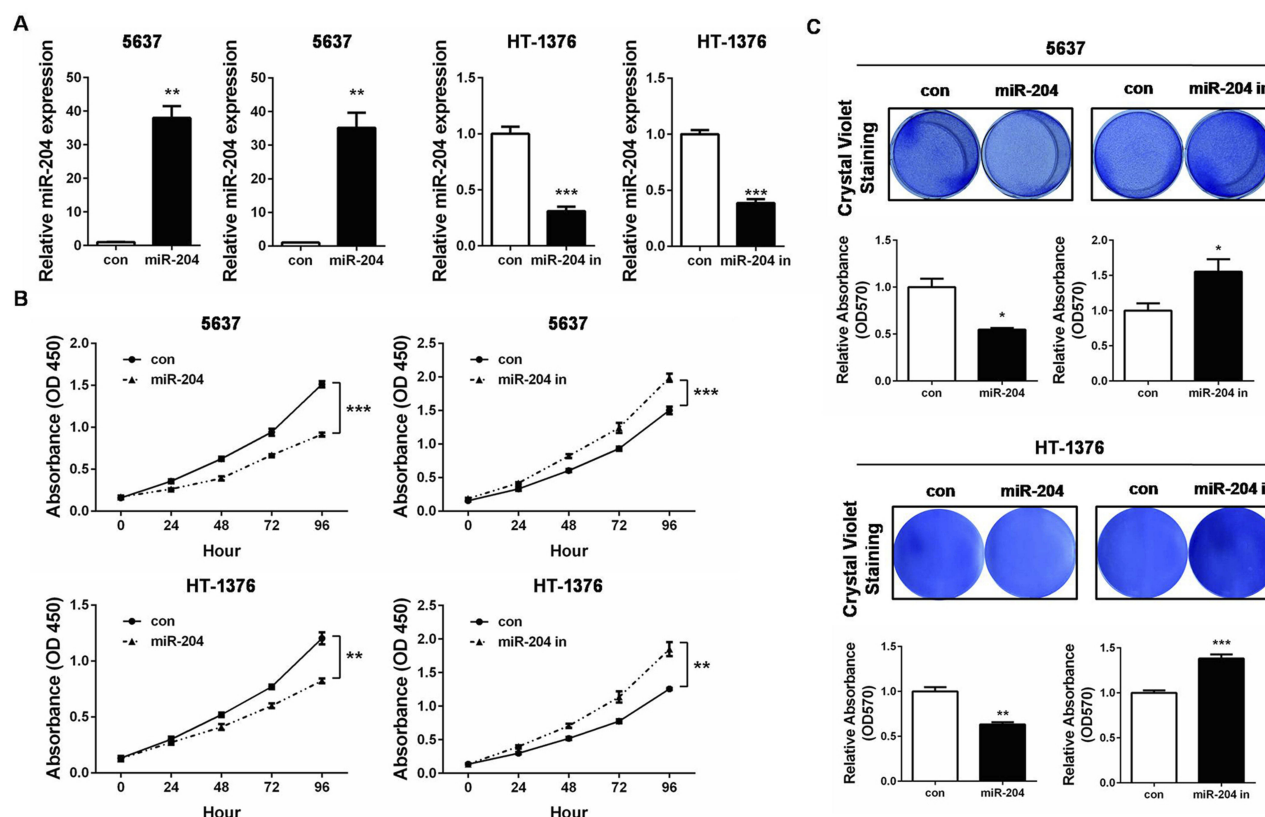 A
5637
Relative miR-204 expression
50
40
30
20
10
0
**
con
miR-204
5637
Relative miR-204 expression
50
40
30
20
10
0
**
con
miR-204
HT-1376
Relative miR-204 expression
1.5
1.0
0.5
0.0
***
con
miR-204 in
HT-1376
Relative miR-204 expression
1.5
1.0
0.5
0.0
***
con
miR-204 in
B
5637
Absorbance (OD 450)
2.0
1.5
1.0
0.5
0.0
con
miR-204
***
0 24 48 72 96
Hour
5637
Absorbance (OD 450)
2.5
2.0
1.5
1.0
0.5
0.0
con
miR-204 in
***
0 24 48 72 96
Hour
HT-1376
Absorbance (OD 450)
1.5
1.0
0.5
0.0
con
miR-204
**
0 24 48 72 96
Hour
HT-1376
Absorbance (OD 450)
2.5
2.0
1.5
1.0
0.5
0.0
con
miR-204 in
**
0 24 48 72 96
Hour
C
5637
con
miR-204
con
miR-204 in
Crystal Violet
Staining
Relative Absorbance
(OD570)
1.5
1.0
0.5
0.0
*
con
miR-204
Relative Absorbance
(OD570)
2.0
1.5
1.0
0.5
0.0
*
con
miR-204 in
HT-1376
con
miR-204
con
miR-204 in
Crystal Violet
Staining
Relative Absorbance
(OD570)
1.5
1.0
0.5
0.0
**
con
miR-204
Relative Absorbance
(OD570)
1.5
1.0
0.5
0.0
***
con
miR-204 in